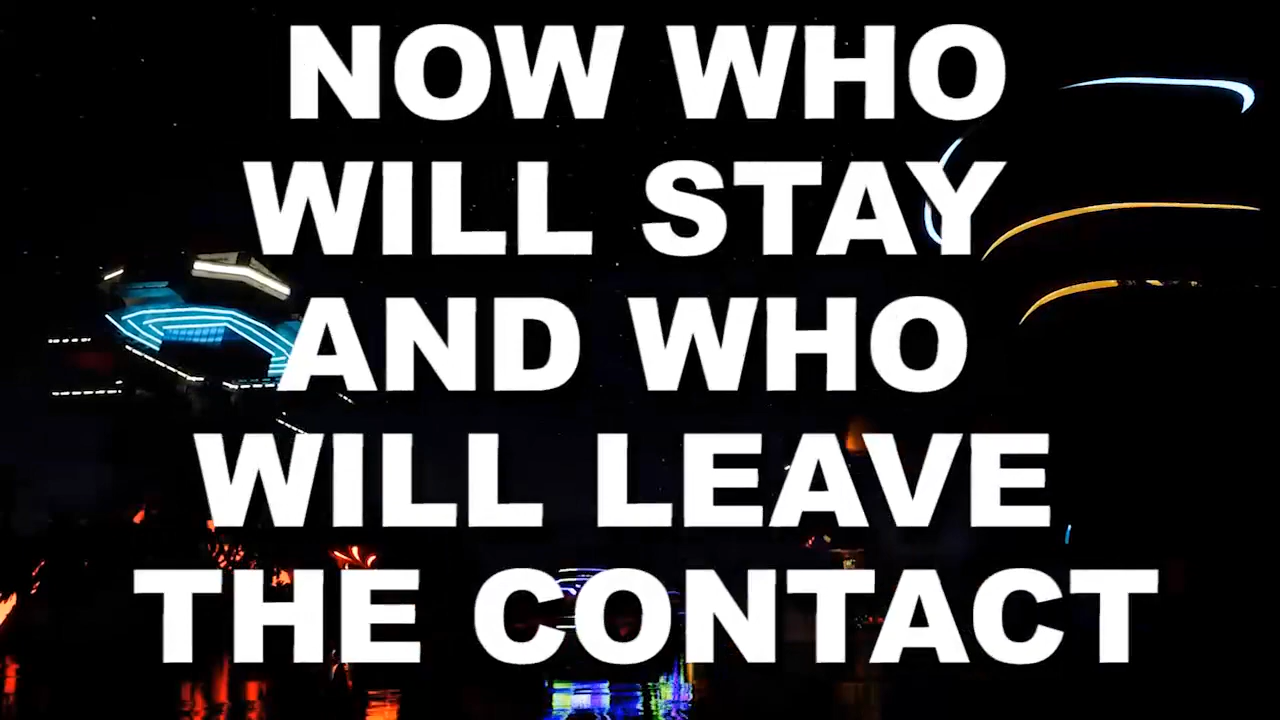 NOW WHO
WILL STAY
AND WHO
WILL LEAVE
THE CONTACT